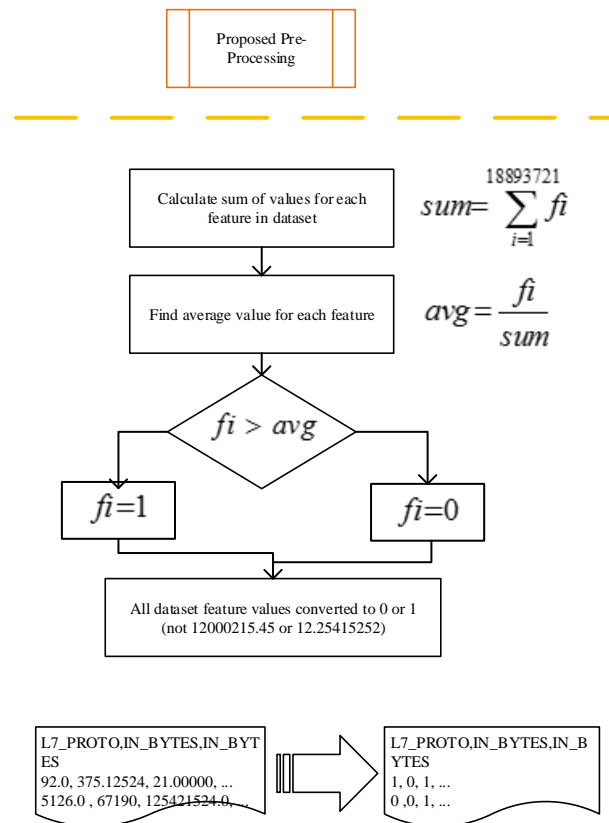 Proposed Pre-
Processing
Calculate sum of values for each
feature in dataset
sum= 18893721 ∑ i=1 fi
Find average value for each feature
avg= fi / sum
fi > avg
fi=1
fi=0
All dataset feature values converted to 0 or 1
(not 12000215.45 or 12.25415252)
L7_PROTO,IN_BYTES,IN_BYT
ES
92.0, 375.12524, 21.00000, ...
5126.0 , 67190, 125421524.0, ...
L7_PROTO,IN_BYTES,IN_B
YTES
1, 0, 1, ...
0 ,0, 1, ...